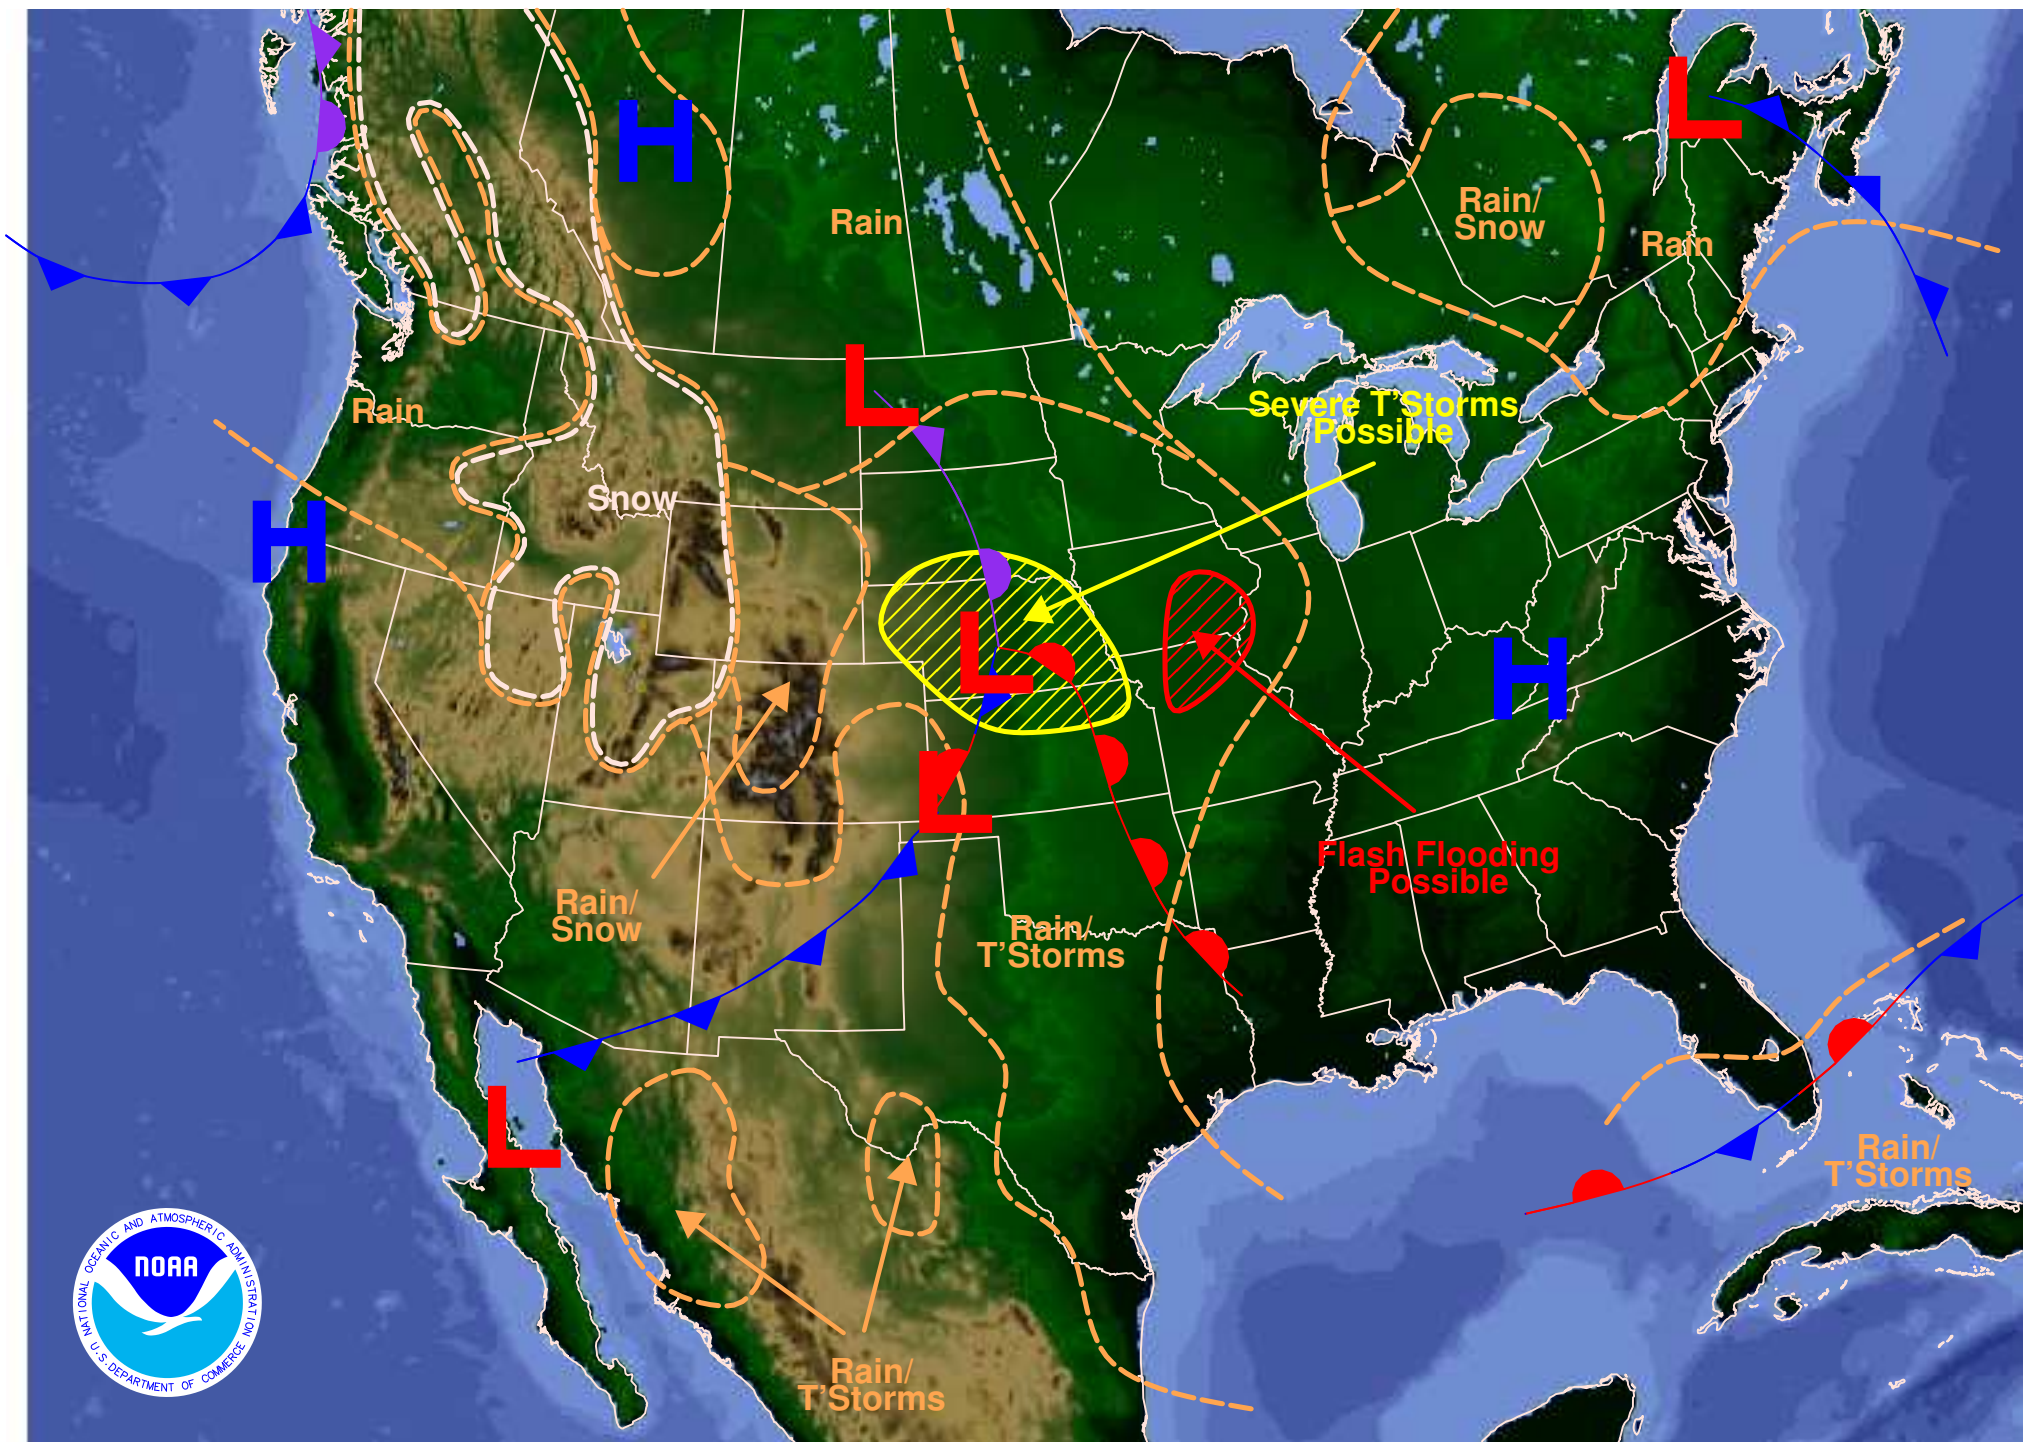 L
H
Rain
Rain/
Snow
Rain
L
Severe T'Storms
Possible
Rain
Snow
H
L
H
L
Flash Flooding
Possible
Rain/
Snow
Rain/
T'Storms
L
Rain/
T'Storms
Rain/
T'Storms
NATIONAL OCEANIC AND ATMOSPHERIC ADMINISTRATION
NOAA
U.S. DEPARTMENT OF COMMERCE